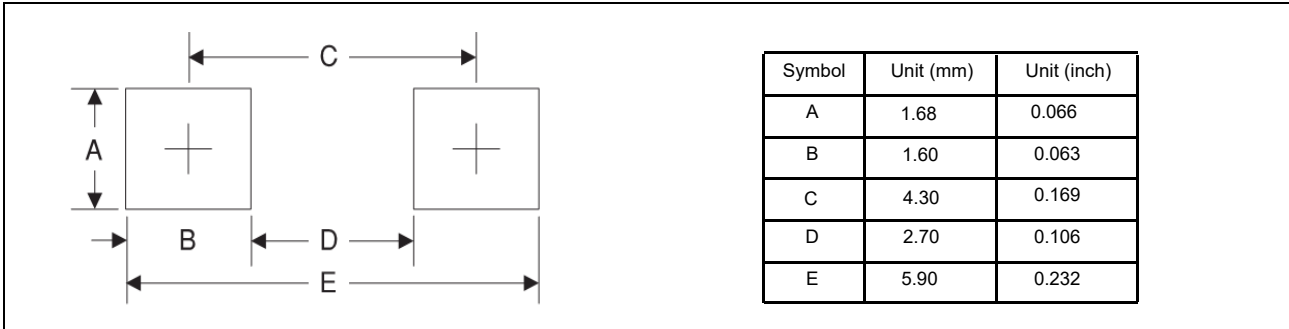 C
A
B
D
E
Symbol Unit (mm) Unit (inch)
A 1.68 0.066
B 1.60 0.063
C 4.30 0.169
D 2.70 0.106
E 5.90 0.232